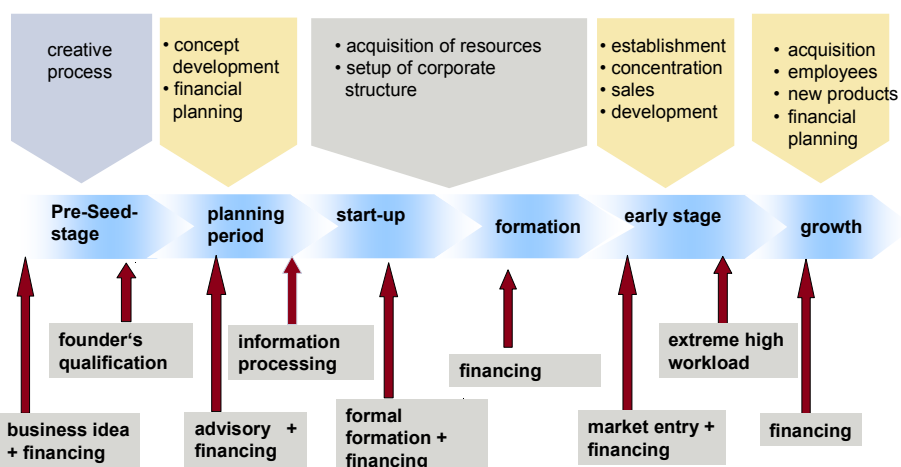 creative
process
• concept
development
• financial
planning
• acquisition of resources
• setup of corporate
structure
• establishment
• concentration
• sales
• development
• acquisition
• employees
• new products
• financial
planning
Pre-Seed-
stage
planning
period
start-up
formation
early stage
growth
founder‘s
qualification
information
processing
financing
extreme high
workload
business idea
+ financing
advisory +
financing
formal
formation +
financing
market entry +
financing
financing